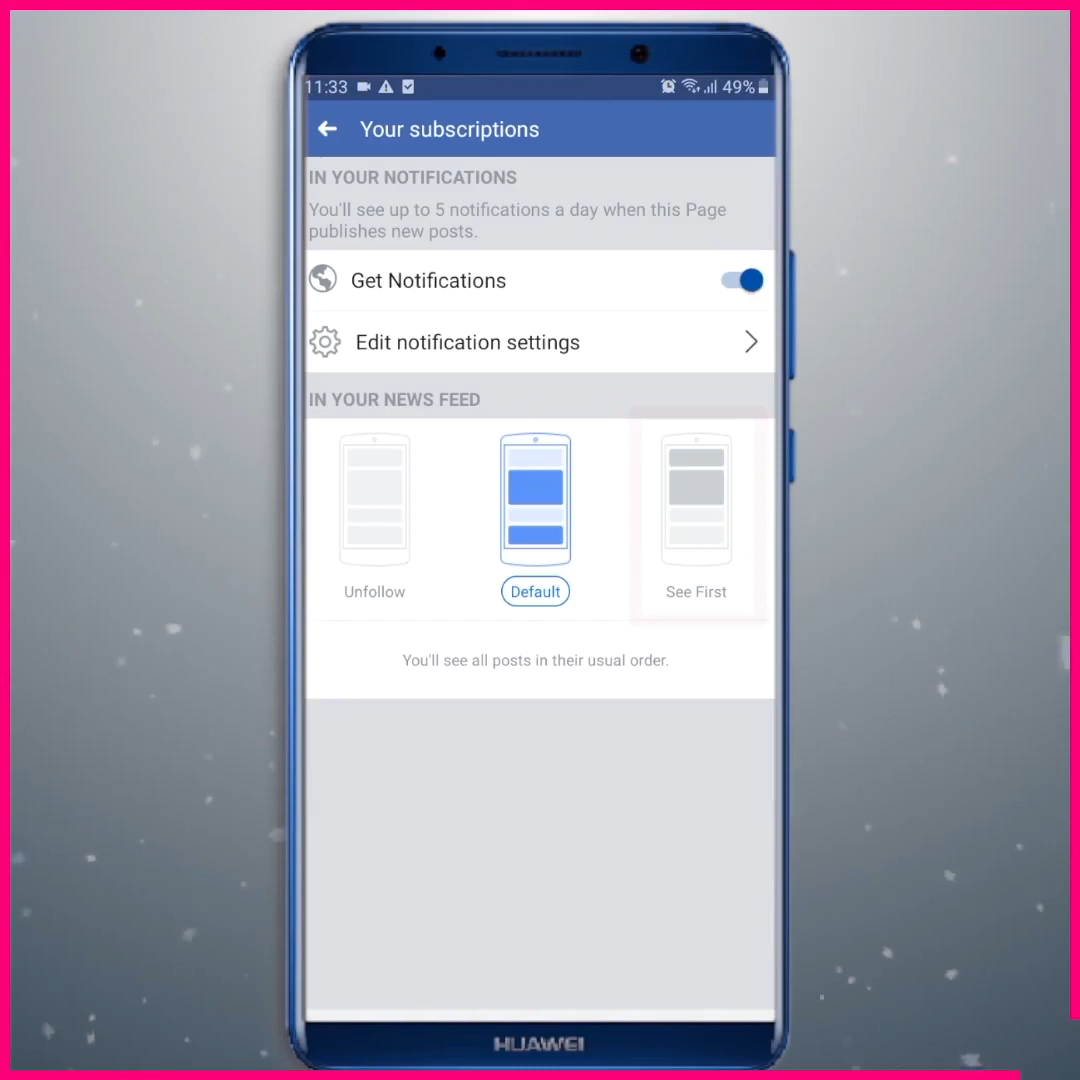 11:33 49%
Your subscriptions
IN YOUR NOTIFICATIONS
You'll see up to 5 notifications a day when this Page
publishes new posts.
Get Notifications
Edit notification settings
IN YOUR NEWS FEED
Unfollow Default See First
You'll see all posts in their usual order.
HUAWEI